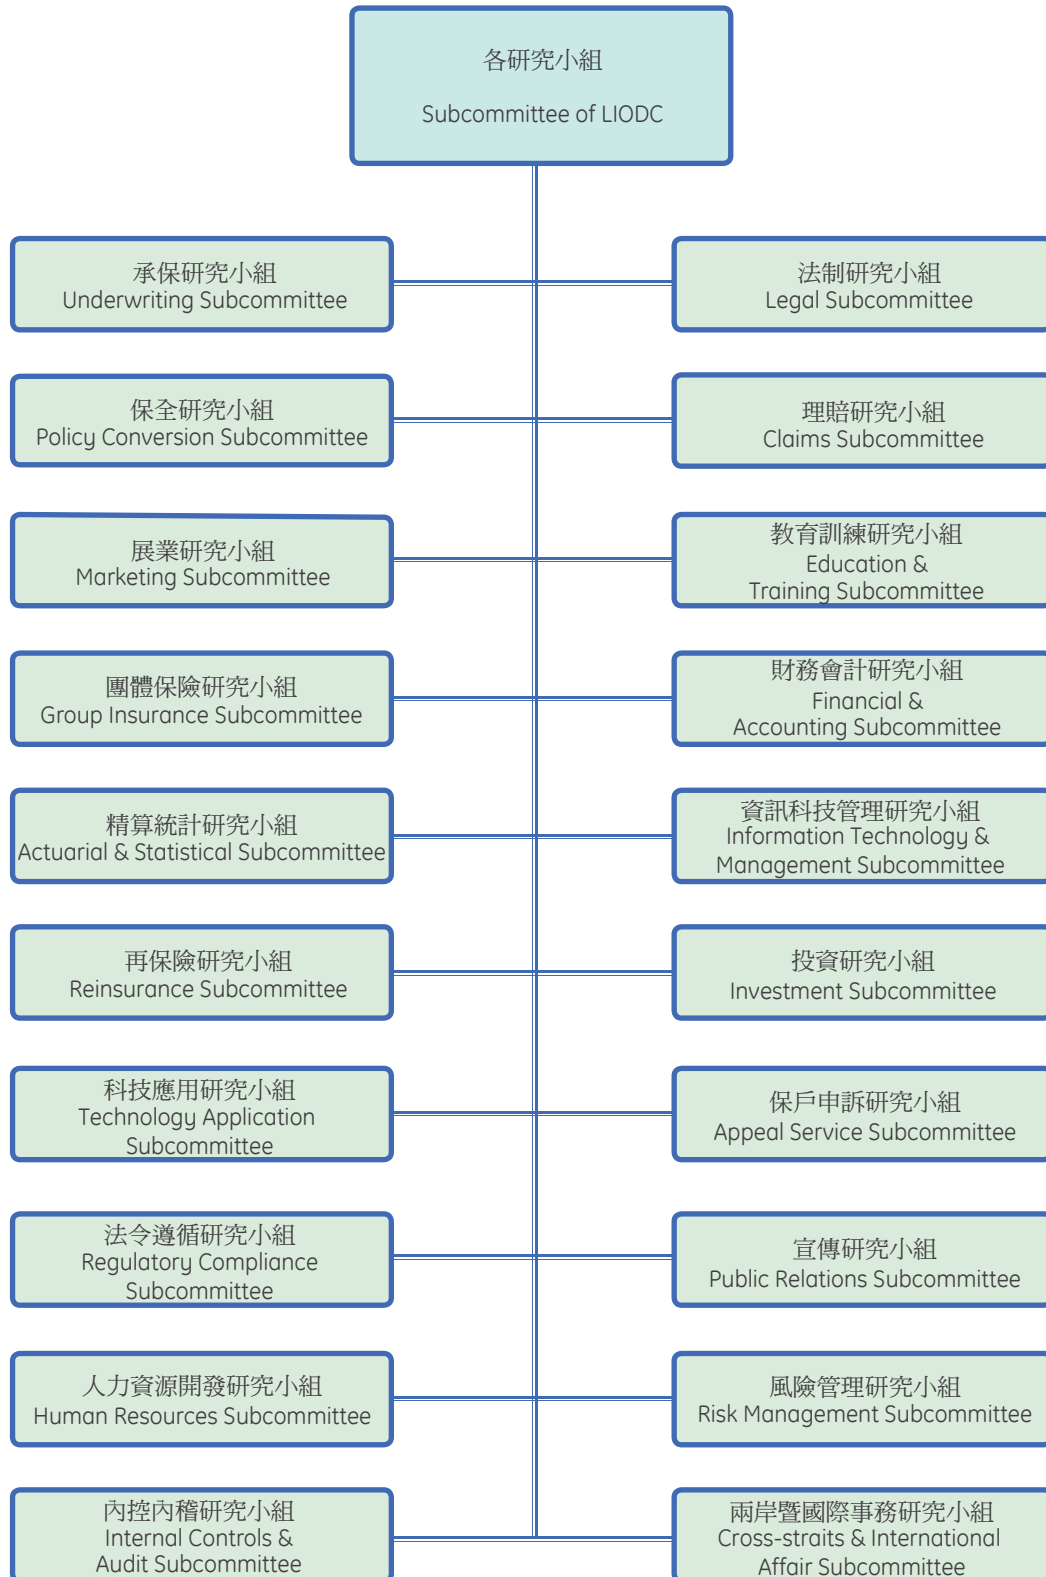 各研究小組
Subcommittee of LIODC
承保研究小組
Underwriting Subcommittee
法制研究小組
Legal Subcommittee
保全研究小組
Policy Conversion Subcommittee
理賠研究小組
Claims Subcommittee
展業研究小組
Marketing Subcommittee
教育訓練研究小組
Education &
Training Subcommittee
團體保險研究小組
Group Insurance Subcommittee
財務會計研究小組
Financial &
Accounting Subcommittee
精算統計研究小組
Actuarial & Statistical Subcommittee
資訊科技管理研究小組
Information Technology &
Management Subcommittee
再保險研究小組
Reinsurance Subcommittee
投資研究小組
Investment Subcommittee
科技應用研究小組
Technology Application
Subcommittee
保戶申訴研究小組
Appeal Service Subcommittee
法令遵循研究小組
Regulatory Compliance
Subcommittee
宣傳研究小組
Public Relations Subcommittee
人力資源開發研究小組
Human Resources Subcommittee
風險管理研究小組
Risk Management Subcommittee
內控內稽研究小組
Internal Controls &
Audit Subcommittee
兩岸暨國際事務研究小組
Cross-straits & International
Affair Subcommittee